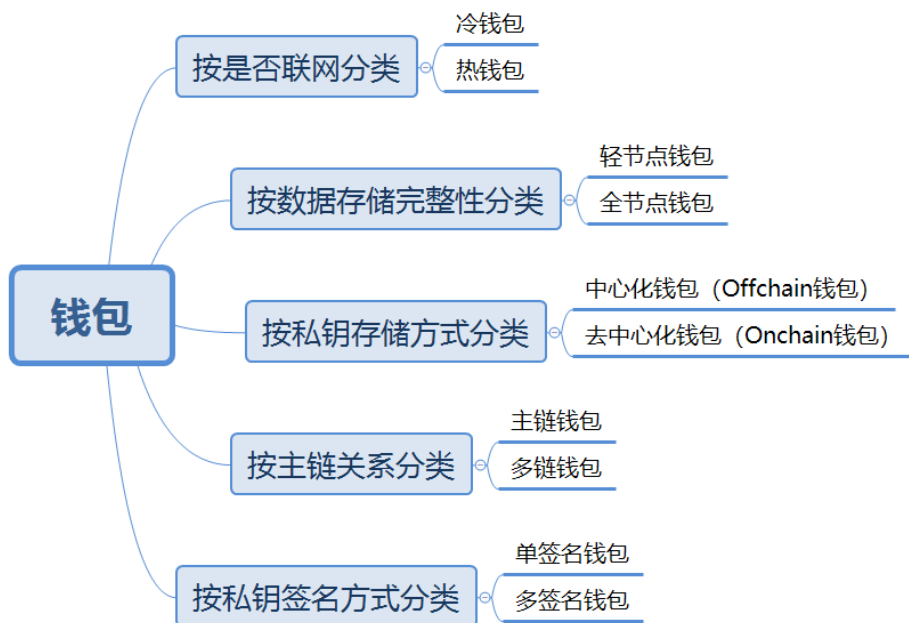 钱包
按是否联网分类
冷钱包
热钱包
按数据存储完整性分类
轻节点钱包
全节点钱包
按私钥存储方式分类
中心化钱包（Offchain钱包）
去中心化钱包（Onchain钱包）
按主链关系分类
主链钱包
多链钱包
按私钥签名方式分类
单签名钱包
多签名钱包